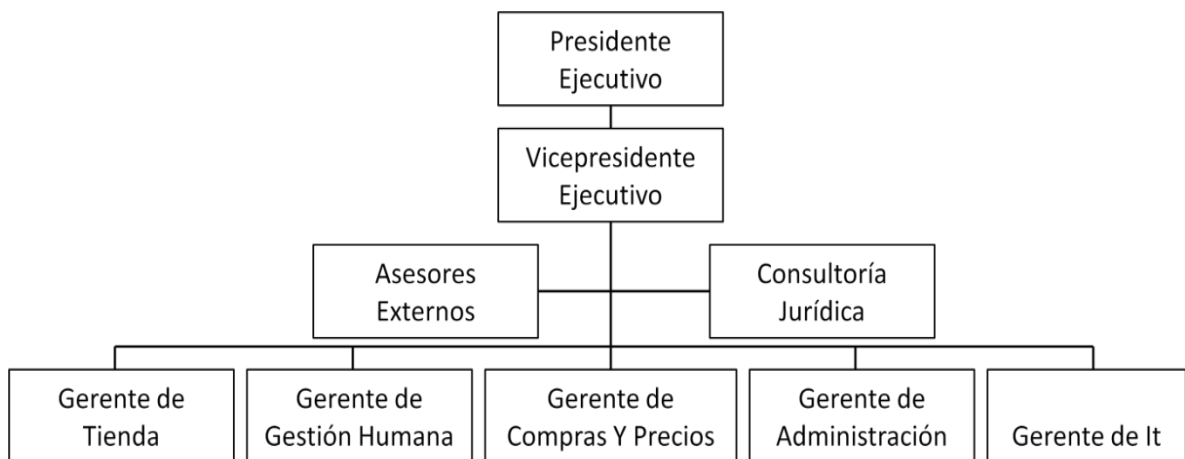 Presidente
Ejecutivo
Vicepresidente
Ejecutivo
Asesores
Externos
Consultoría
Jurídica
Gerente de
Tienda
Gerente de
Gestión Humana
Gerente de
Compras Y Precios
Gerente de
Administración
Gerente de It